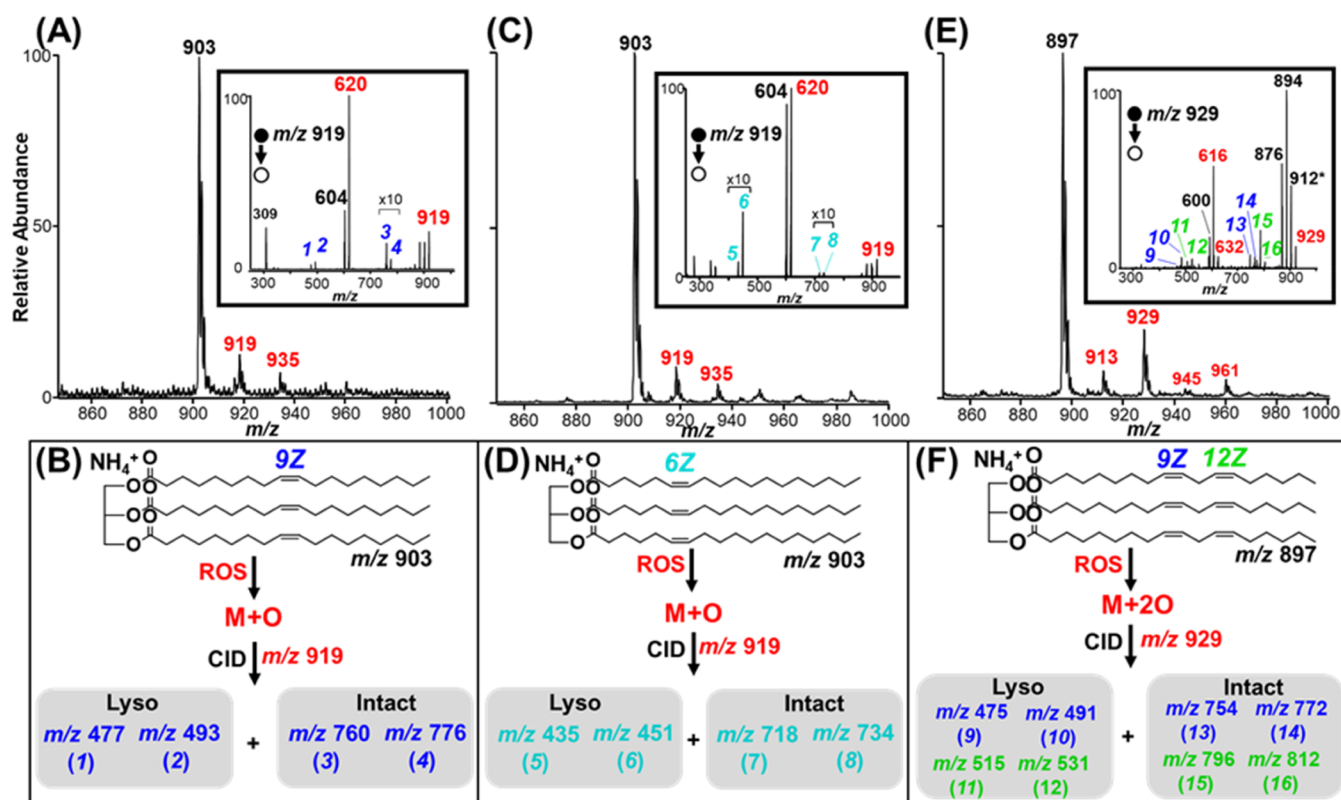 (A)
903
100
50
0
Relative Abundance
919
935
860 880 900 920 940 960 980 1000
m/z
100
0
620
m/z 919
604
309
1 2
x10
3
4
919
300 500 700 900
m/z
(C)
903
919
935
860 880 900 920 940 960 980 1000
m/z
100
0
604 620
m/z 919
x10
6
5
x10
7 8
919
300 500 700 900
m/z
(E)
897
913
929
945
961
860 880 900 920 940 960 980 1000
m/z
100
0
894
m/z 929
876
616
912*
600
14
15
11
13
10
9
12
632
16
929
300 500 700 900
m/z
(B)
NH4+ O
9Z
O O
O O
O
m/z 903
ROS
M+O
CID m/z 919
Lyso
m/z 477 m/z 493
(1) (2)
+
Intact
m/z 760 m/z 776
(3) (4)
(D)
NH4+ O
6Z
O O
O O
O
m/z 903
ROS
M+O
CID m/z 919
Lyso
m/z 435 m/z 451
(5) (6)
+
Intact
m/z 718 m/z 734
(7) (8)
(F)
NH4+ O
9Z 12Z
O O
O O
O
m/z 897
ROS
M+2O
CID m/z 929
Lyso
m/z 475 m/z 491
(9) (10)
m/z 515 m/z 531
(11) (12)
+
Intact
m/z 754 m/z 772
(13) (14)
m/z 796 m/z 812
(15) (16)